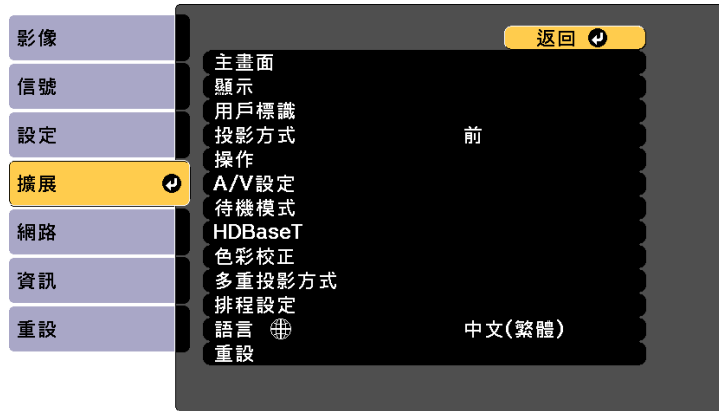 影像
信號
設定
擴展
網路
資訊
重設
返回
主畫面
顯示
用戶標識
投影方式 前
操作
A/V設定
待機模式
HDBaseT
色彩校正
多重投影方式
排程設定
語言 中文(繁體)
重設